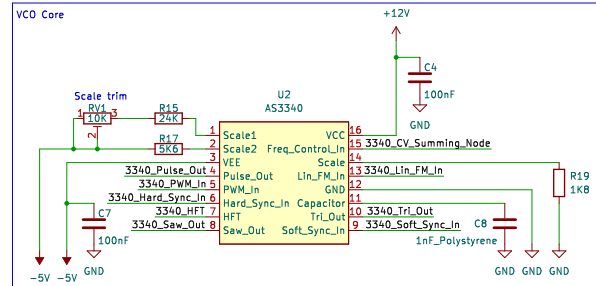 VCO Core
+12V
C4
100nF
GND
Scale trim
RV1
10K
1
3
2
R15
24K
R17
5K6
U2
AS3340
1 Scale1
2 Scale2
3 VEE
3340_Pulse_Out 4 Pulse_Out
3340_PWM_In 5 PWM_In
3340_Hard_Sync_In 6 Hard_Sync_In
3340_HFT 7 HFT
3340_Saw_Out 8 Saw_Out
VCC 16
Freq_Control_In 15 3340_CV_Summing_Node
Scale 14
Lin_FM_In 13 3340_Lin_FM_In
GND 12
Capacitor 11
Tri_Out 10 3340_Tri_Out
Soft_Sync_In 9 3340_Soft_Sync_In
R19
1K8
C7
100nF
C8
1nF_Polystyrene
-5V
-5V
GND
GND
GND
GND